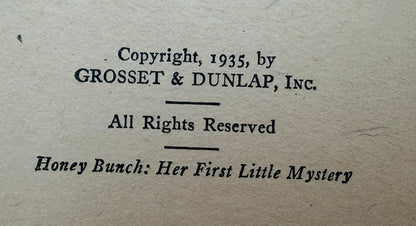 Copyright, 1935, by
GROSSET & DUNLAP, Inc.
All Rights Reserved
Honey Bunch: Her First Little Mystery